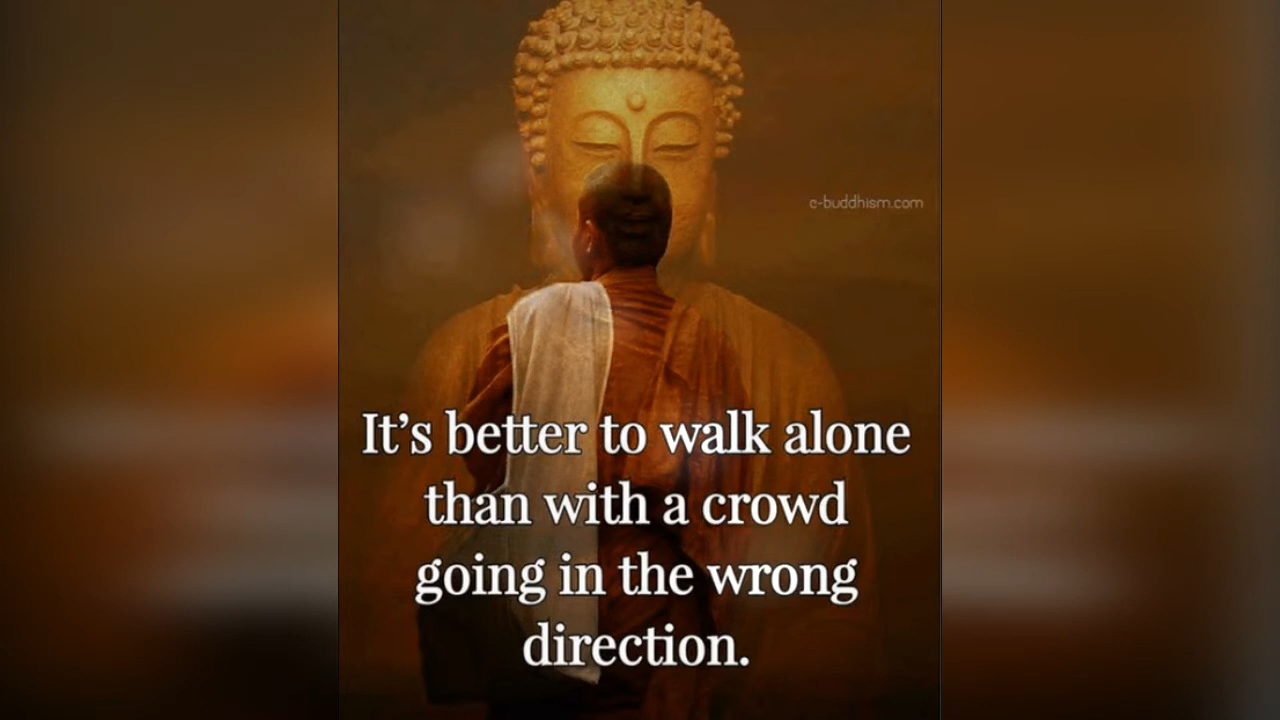 e-buddhism.com
It’s better to walk alone
than with a crowd
going in the wrong
direction.